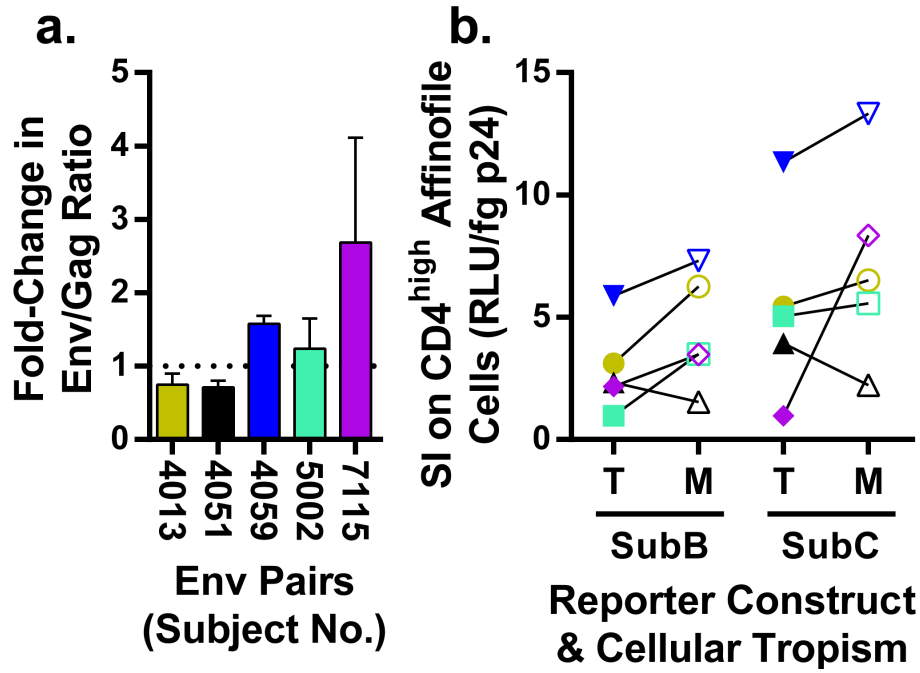 a.
Fold-Change in
Env/Gag Ratio
5
4
3
2
1
0
4013
4051
4059
5002
7115
Env Pairs
(Subject No.)
b.
SI on CD4high Affinofile
Cells (RLU/fg p24)
15
10
5
0
T M T M
SubB SubC
Reporter Construct
& Cellular Tropism